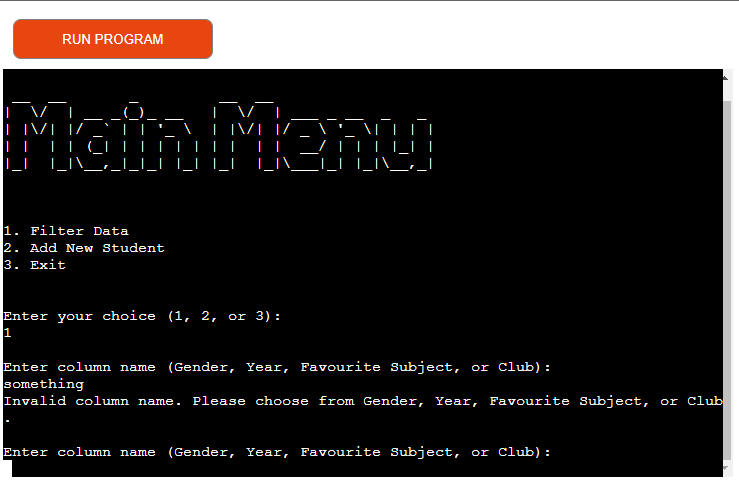 RUN PROGRAM
Main Menu
1. Filter Data
2. Add New Student
3. Exit
Enter your choice (1, 2, or 3):
1
Enter column name (Gender, Year, Favourite Subject, or Club):
something
Invalid column name. Please choose from Gender, Year, Favourite Subject, or Club
.
Enter column name (Gender, Year, Favourite Subject, or Club):